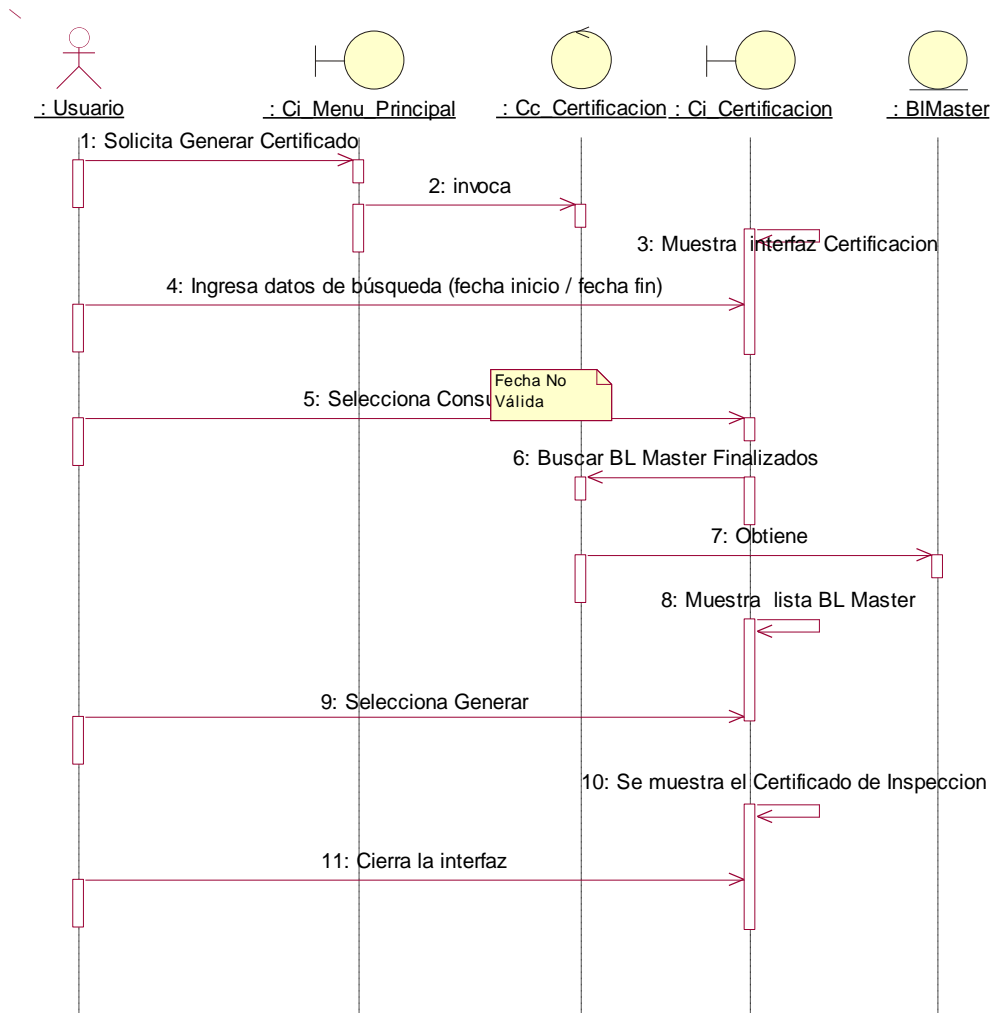 : Usuario
: Ci_Menu_Principal
: Cc_Certificacion
: Ci_Certificacion
: BlMaster
1: Solicita Generar Certificado
2: invoca
3: Muestra interfaz Certificacion
4: Ingresa datos de búsqueda (fecha inicio / fecha fin)
Fecha No
Válida
5: Selecciona
6: Buscar BL Master Finalizados
7: Obtiene
8: Muestra lista BL Master
9: Selecciona Generar
10: Se muestra el Certificado de Inspeccion
11: Cierra la interfaz